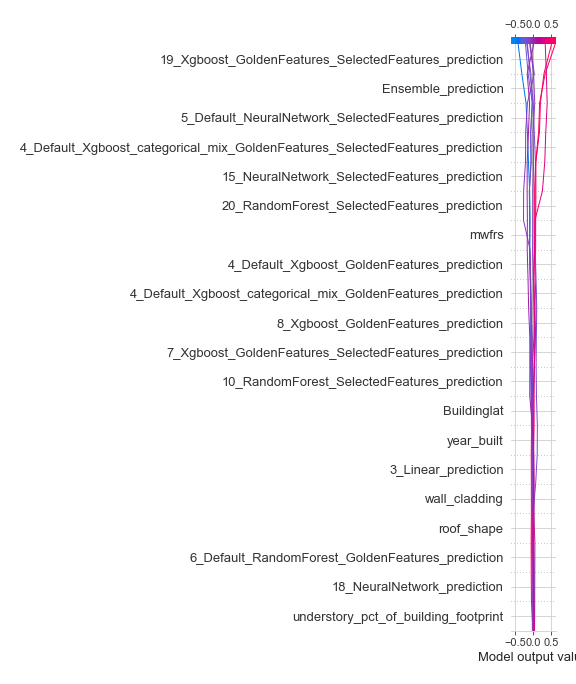 −0.50.0 0.5
19_Xgboost_GoldenFeatures_SelectedFeatures_prediction
Ensemble_prediction
5_Default_NeuralNetwork_SelectedFeatures_prediction
4_Default_Xgboost_categorical_mix_GoldenFeatures_SelectedFeatures_prediction
15_NeuralNetwork_SelectedFeatures_prediction
20_RandomForest_SelectedFeatures_prediction
mwfrs
4_Default_Xgboost_GoldenFeatures_prediction
4_Default_Xgboost_categorical_mix_GoldenFeatures_prediction
8_Xgboost_GoldenFeatures_prediction
7_Xgboost_GoldenFeatures_SelectedFeatures_prediction
10_RandomForest_SelectedFeatures_prediction
Buildinglat
year_built
3_Linear_prediction
wall_cladding
roof_shape
6_Default_RandomForest_GoldenFeatures_prediction
18_NeuralNetwork_prediction
understory_pct_of_building_footprint
−0.50.0 0.5
Model output valu